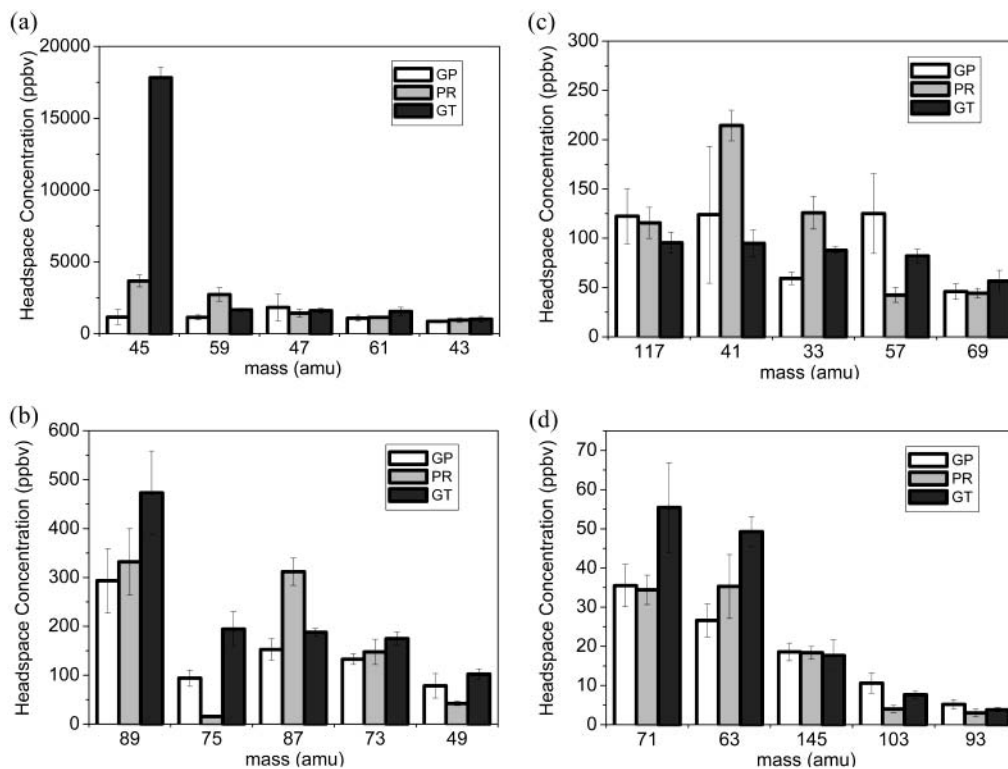 (a)
Headspace Concentration (ppbv)
20000
15000
10000
5000
0
GP
PR
GT
45 59 47 61 43
mass (amu)
(c)
Headspace Concentration (ppbv)
300
250
200
150
100
50
0
GP
PR
GT
117 41 33 57 69
mass (amu)
(b)
Headspace Concentration (ppbv)
600
500
400
300
200
100
0
GP
PR
GT
89 75 87 73 49
mass (amu)
(d)
Headspace Concentration (ppbv)
70
60
50
40
30
20
10
0
GP
PR
GT
71 63 145 103 93
mass (amu)